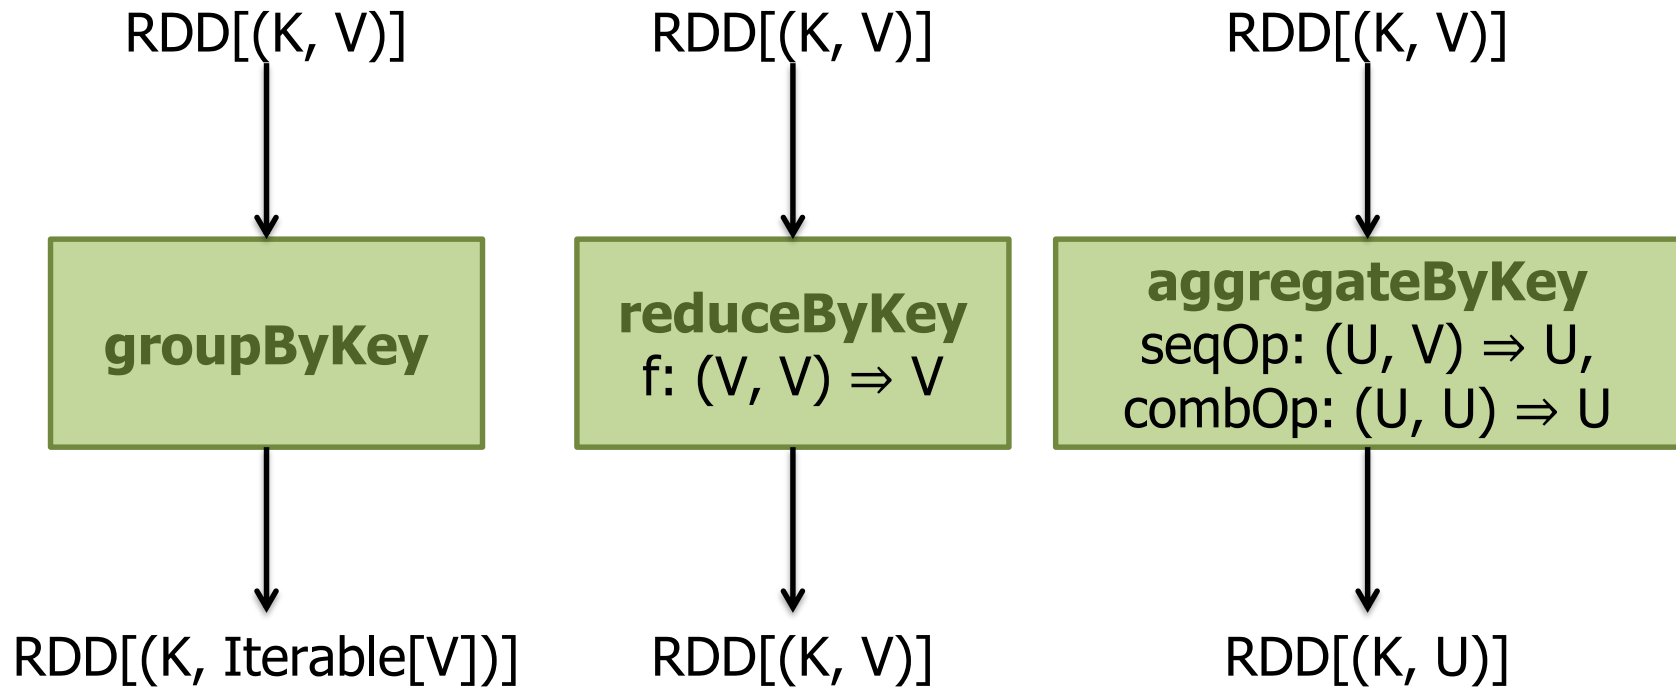 RDD[(K, V)]
groupByKey
RDD[(K, Iterable[V])]
RDD[(K, V)]
reduceByKey
f: (V, V) ⇒ V
RDD[(K, V)]
RDD[(K, V)]
aggregateByKey
seqOp: (U, V) ⇒ U,
combOp: (U, U) ⇒ U
RDD[(K, U)]